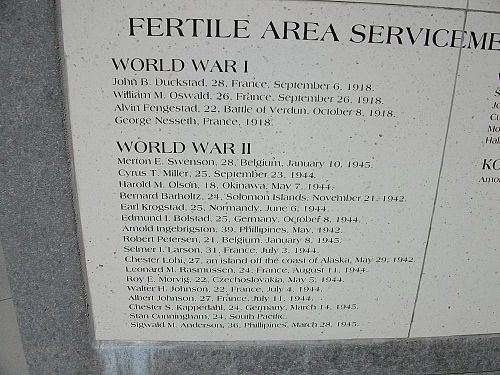 FERTILE AREA SERVICEME
WORLD WAR I
John B. Duckstad, 28, France, September 6, 1918.
William M. Oswald, 26, France, September 26, 1918.
Alvin Fengestad, 22, Battle of Verdun, October 8, 1918.
George Nesseth, France, 1918.
WORLD WAR II
Merton E. Swenson, 28, Belgium, January 10, 1945.
Cyrus T. Miller, 25, September 23, 1944.
Harold M. Olson, 18, Okinawa, May 7, 1944.
Bernard Barholtz, 24, Solomon Islands, November 21, 1942.
Earl Krogstad, 25, Normandy, June 6, 1944.
Edmund I. Bolstad, 25, Germany, October 8, 1944.
Arnold Ingebrigtson, 39, Phillipines, May, 1942.
Robert Petersen, 21, Belgium, January 8, 1945.
Selmer I. Larson, 31, France, July 3, 1944.
Chester Lohi, 27, an island off the coast of Alaska, May 29, 1942.
Leonard M. Rasmussen, 24, France, August 11, 1944.
Roy E. Morvig, 22, Czechoslovakia, May 5, 1944.
Walter H. Johnson, 22, France, July 4, 1944.
Albert Johnson, 27, France, July 11, 1944.
Chester S. Kappedahl, 24, Germany, March 14, 1945.
Stan Cunningham, 24, South Pacific.
Sigwald M. Anderson, 36, Phillipines, March 28, 1945.
KO